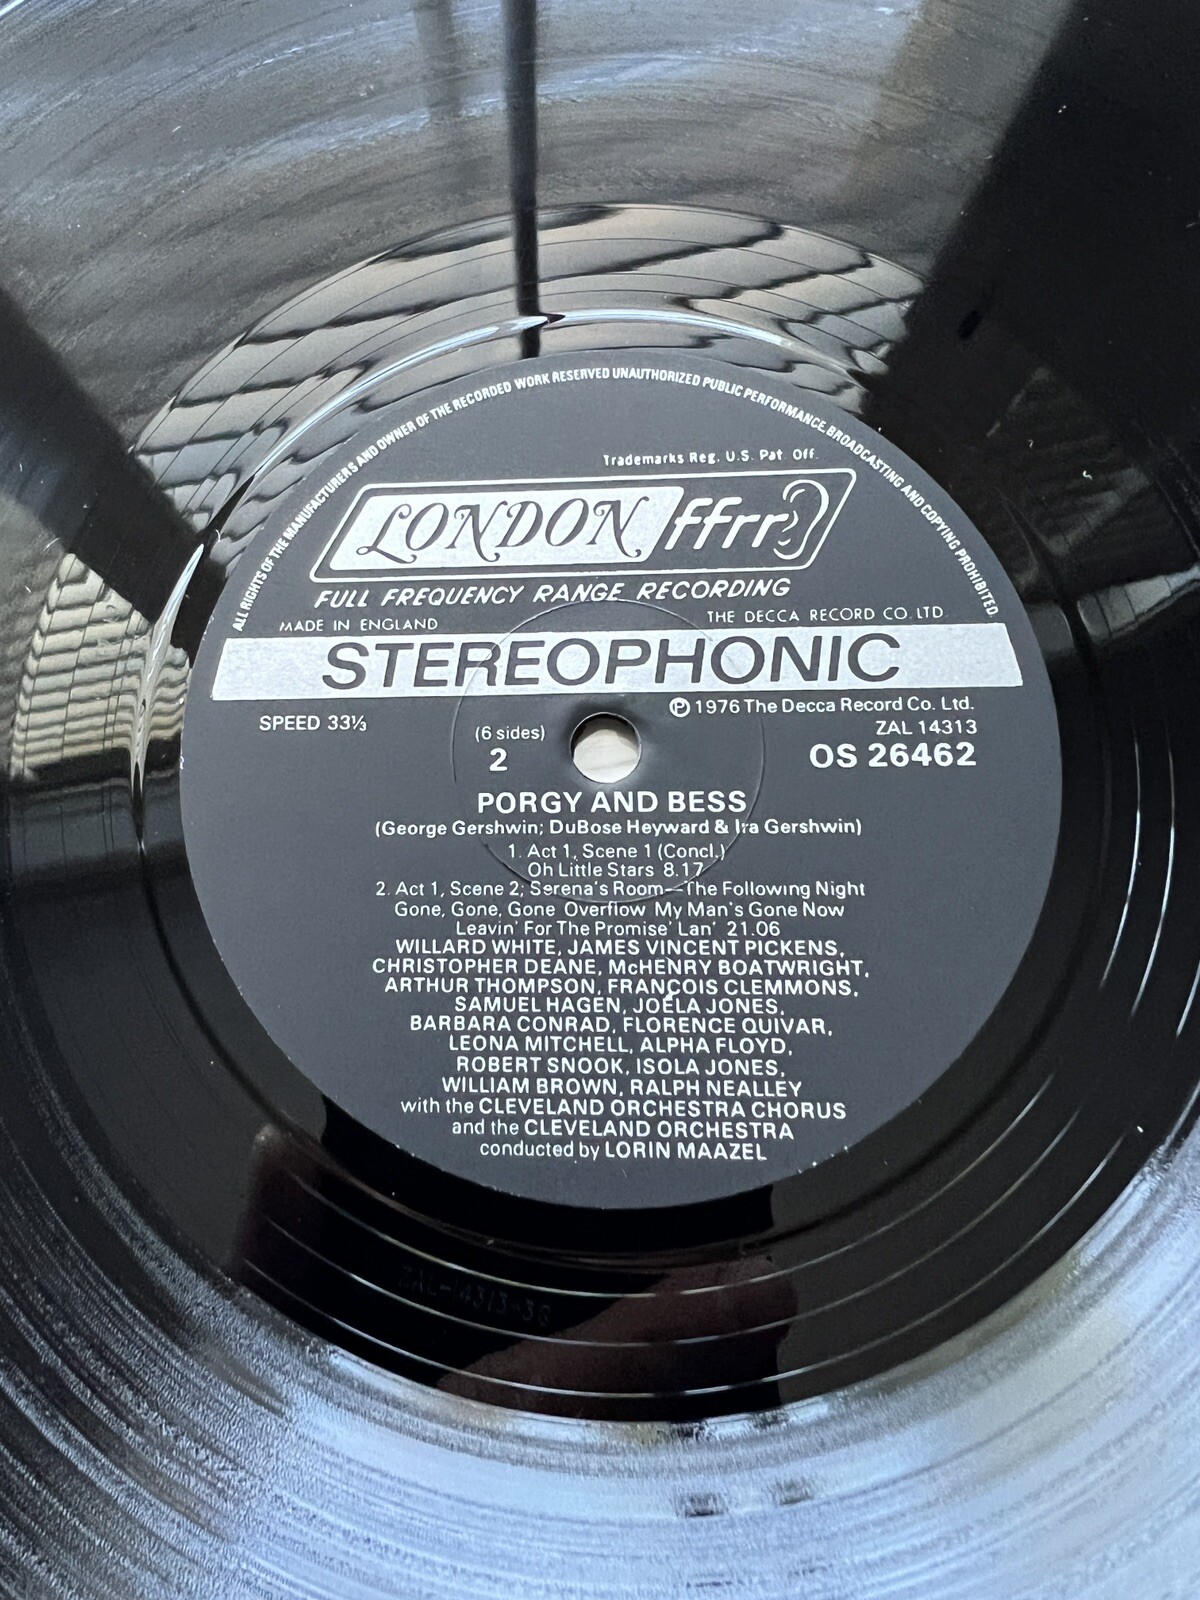 ALL RIGHTS OF THE MANUFACTURERS AND OWNER OF THE RECORDED WORK RESERVED UNAUTHORIZED PUBLIC PERFORMANCE, BROADCASTING AND COPYING PROHIBITED
Trademarks Reg. U.S. Pat. Off.
LONDON ffrr
FULL FREQUENCY RANGE RECORDING
MADE IN ENGLAND THE DECCA RECORD CO. LTD.
STEREOPHONIC
SPEED 33⅓ ℗ 1976 The Decca Record Co. Ltd.
(6 sides) ZAL 14313
2 OS 26462
PORGY AND BESS
(George Gershwin; DuBose Heyward & Ira Gershwin)
1. Act 1, Scene 1 (Concl.)
Oh Little Stars 8.17
2. Act 1, Scene 2; Serena's Room—The Following Night
Gone, Gone, Gone Overflow My Man's Gone Now
Leavin' For The Promise' Lan' 21.06
WILLARD WHITE, JAMES VINCENT PICKENS,
CHRISTOPHER DEANE, McHENRY BOATWRIGHT,
ARTHUR THOMPSON, FRANÇOIS CLEMMONS,
SAMUEL HAGEN, JOËLA JONES,
BARBARA CONRAD, FLORENCE QUIVAR,
LEONA MITCHELL, ALPHA FLOYD,
ROBERT SNOOK, ISOLA JONES,
WILLIAM BROWN, RALPH NEALLEY
with the CLEVELAND ORCHESTRA CHORUS
and the CLEVELAND ORCHESTRA
conducted by LORIN MAAZEL
ZAL-14313-3G